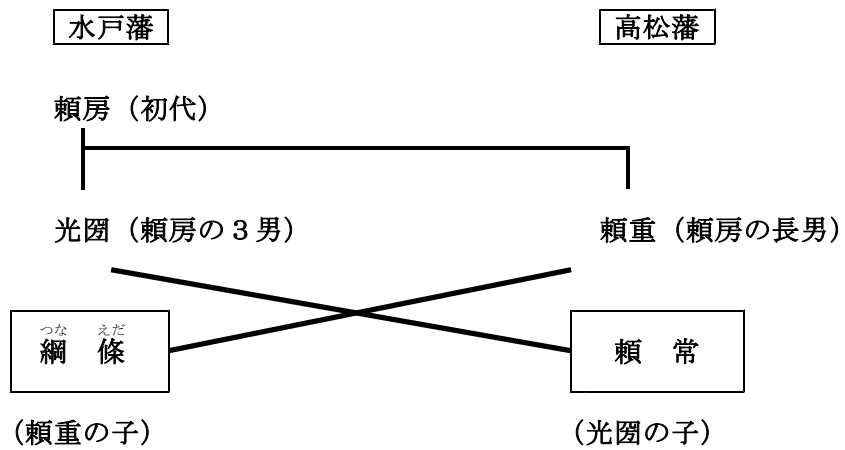 水戸藩
高松藩
頼房（初代）
光圀（頼房の３男）
頼重（頼房の長男）
つな　えだ
綱　條
頼　常
（頼重の子）
（光圀の子）